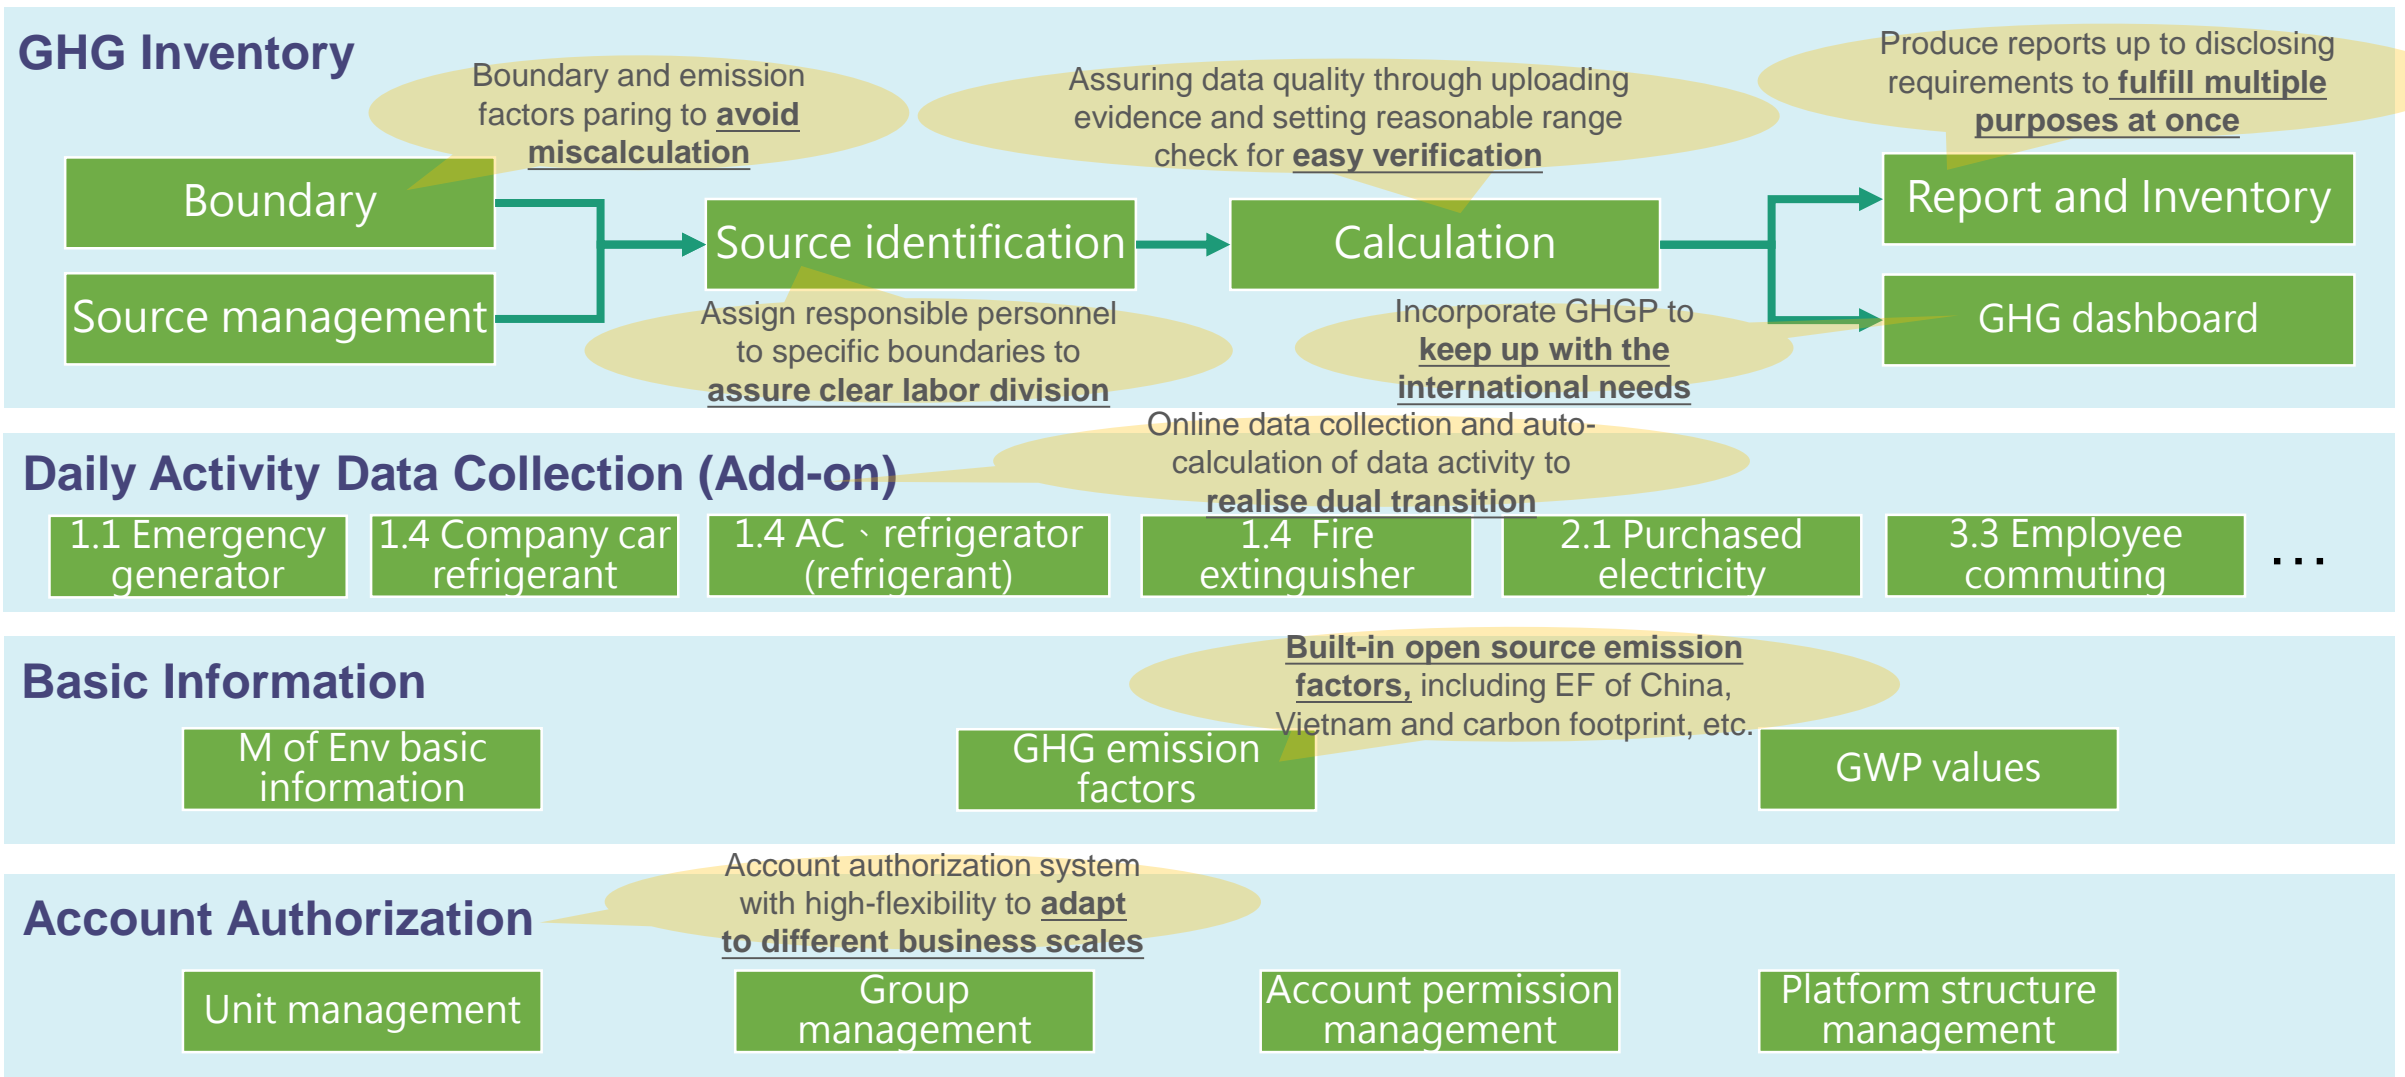 GHG Inventory
Boundary and emission
factors paring to avoid
miscalculation
Assuring data quality through uploading
evidence and setting reasonable range
check for easy verification
Produce reports up to disclosing
requirements to fulfill multiple
purposes at once
Boundary
Source management
Source identification
Calculation
Report and Inventory
GHG dashboard
Assign responsible personnel
to specific boundaries to
assure clear labor division
Incorporate GHGP to
keep up with the
international needs
Daily Activity Data Collection (Add-on)
Online data collection and auto-
calculation of data activity to
realise dual transition
1.1 Emergency
generator
1.4 Company car
refrigerant
1.4 AC、refrigerator
(refrigerant)
1.4 Fire
extinguisher
2.1 Purchased
electricity
3.3 Employee
commuting
...
Basic Information
Built-in open source emission
factors, including EF of China,
Vietnam and carbon footprint, etc.
M of Env basic
information
GHG emission
factors
GWP values
Account Authorization
Account authorization system
with high-flexibility to adapt
to different business scales
Unit management
Group
management
Account permission
management
Platform structure
management